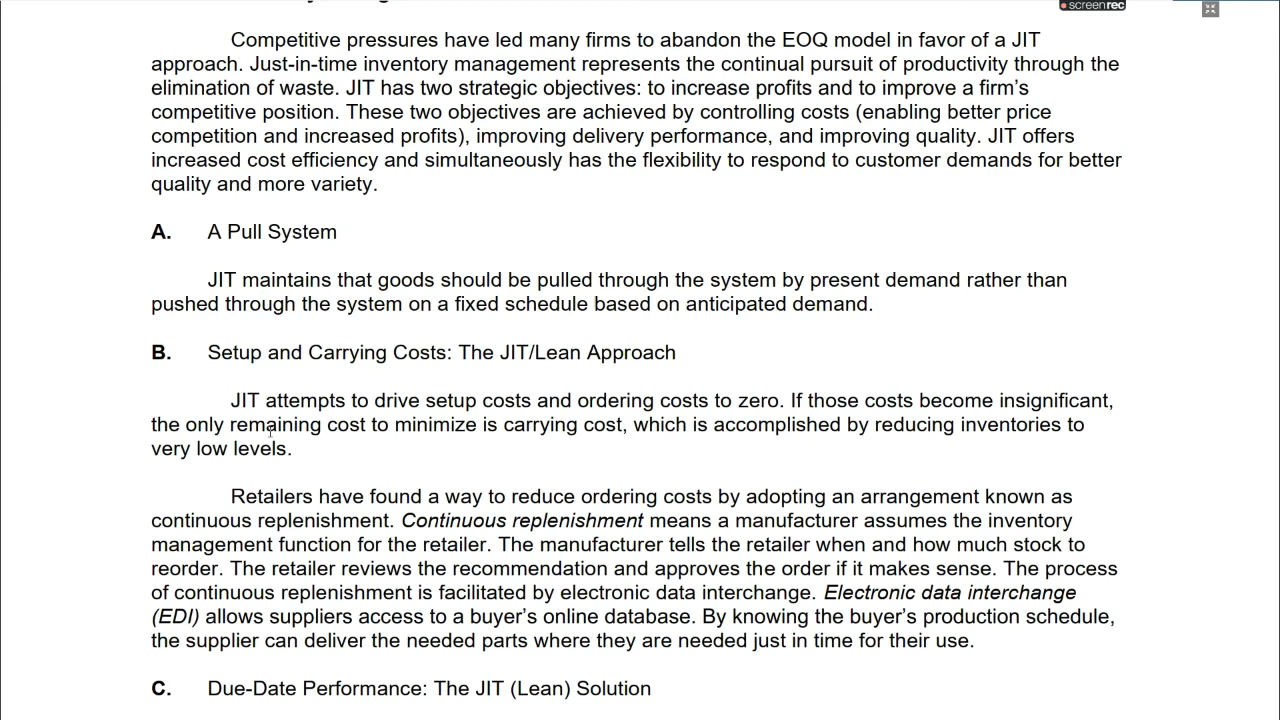 screenrec
Competitive pressures have led many firms to abandon the EOQ model in favor of a JIT
approach. Just-in-time inventory management represents the continual pursuit of productivity through the
elimination of waste. JIT has two strategic objectives: to increase profits and to improve a firm’s
competitive position. These two objectives are achieved by controlling costs (enabling better price
competition and increased profits), improving delivery performance, and improving quality. JIT offers
increased cost efficiency and simultaneously has the flexibility to respond to customer demands for better
quality and more variety.
A. A Pull System
JIT maintains that goods should be pulled through the system by present demand rather than
pushed through the system on a fixed schedule based on anticipated demand.
B. Setup and Carrying Costs: The JIT/Lean Approach
JIT attempts to drive setup costs and ordering costs to zero. If those costs become insignificant,
the only remaining cost to minimize is carrying cost, which is accomplished by reducing inventories to
very low levels.
Retailers have found a way to reduce ordering costs by adopting an arrangement known as
continuous replenishment. Continuous replenishment means a manufacturer assumes the inventory
management function for the retailer. The manufacturer tells the retailer when and how much stock to
reorder. The retailer reviews the recommendation and approves the order if it makes sense. The process
of continuous replenishment is facilitated by electronic data interchange. Electronic data interchange
(EDI) allows suppliers access to a buyer’s online database. By knowing the buyer’s production schedule,
the supplier can deliver the needed parts where they are needed just in time for their use.
C. Due-Date Performance: The JIT (Lean) Solution